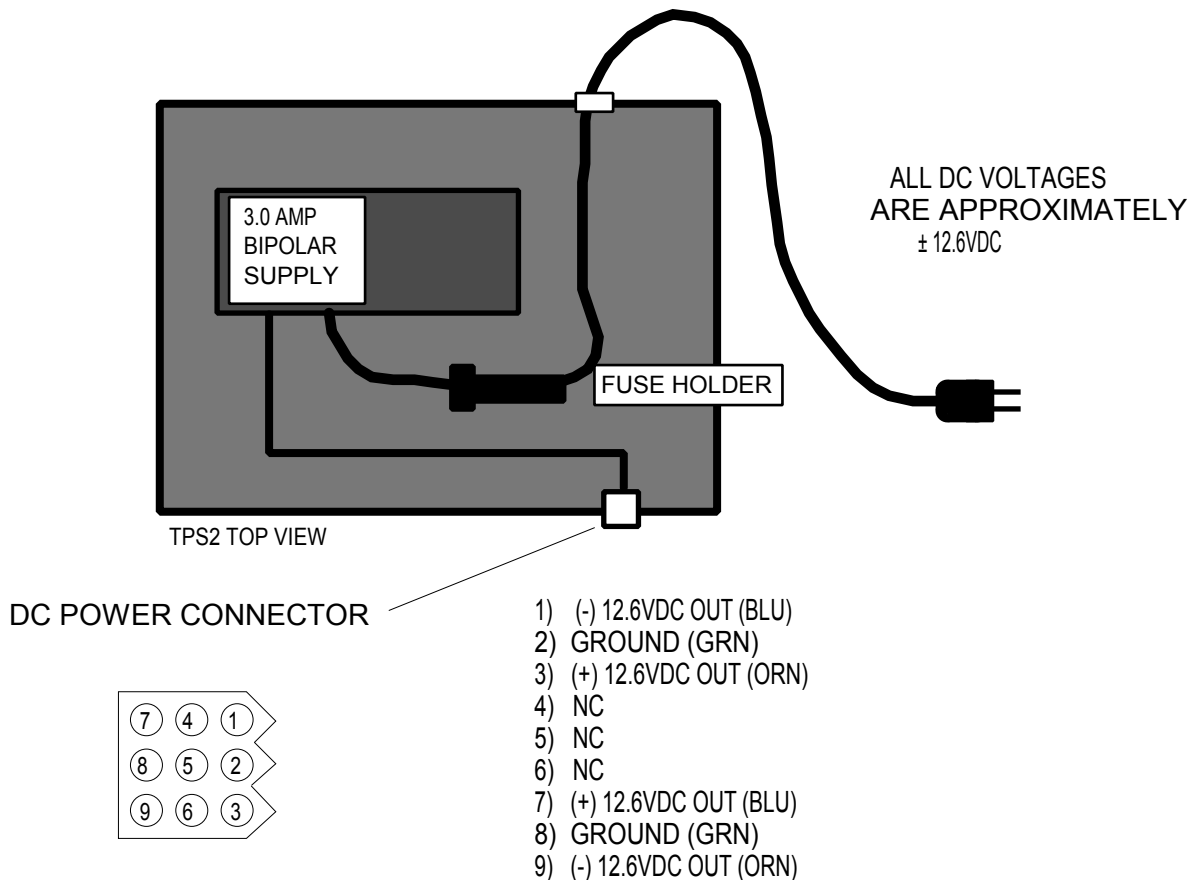 ALL DC VOLTAGES
ARE APPROXIMATELY
± 12.6VDC
3.0 AMP
BIPOLAR
SUPPLY
FUSE HOLDER
TPS2 TOP VIEW
DC POWER CONNECTOR
7 4 1
8 5 2
9 6 3
1) (-) 12.6VDC OUT (BLU)
2) GROUND (GRN)
3) (+) 12.6VDC OUT (ORN)
4) NC
5) NC
6) NC
7) (+) 12.6VDC OUT (BLU)
8) GROUND (GRN)
9) (-) 12.6VDC OUT (ORN)